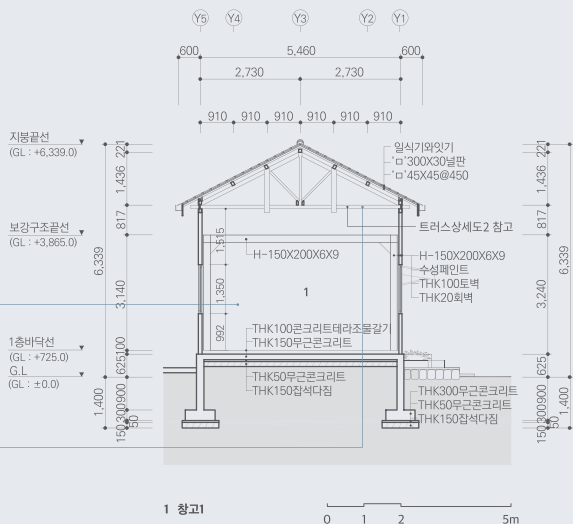 Y5 Y4 Y3 Y2 Y1
600 5,460 600
2,730 2,730
910 910 910 910 910 910
지붕끝선
(GL : +6,339.0)
보강구조끝선
(GL : +3,865.0)
1층바닥선
(GL : +725.0)
G.L
(GL : ±0.0)
221
1,436
817
6,339
3,140
100
625
1,400
900
300
50
150
일식기와잇기
'ㅁ'300X30널판
'ㅁ'45X45@450
트러스상세도2 참고
H-150X200X6X9
H-150X200X6X9
수성페인트
THK100토벽
THK20회벽
1,515
1,350
992
1
THK100콘크리트테라조물갈기
THK150무근콘크리트
THK50무근콘크리트
THK150잡석다짐
THK300무근콘크리트
THK50무근콘크리트
THK150잡석다짐
221
1,436
817
6,339
3,240
625
1,400
900
300
50
150
1 창고1
0 1 2 5m